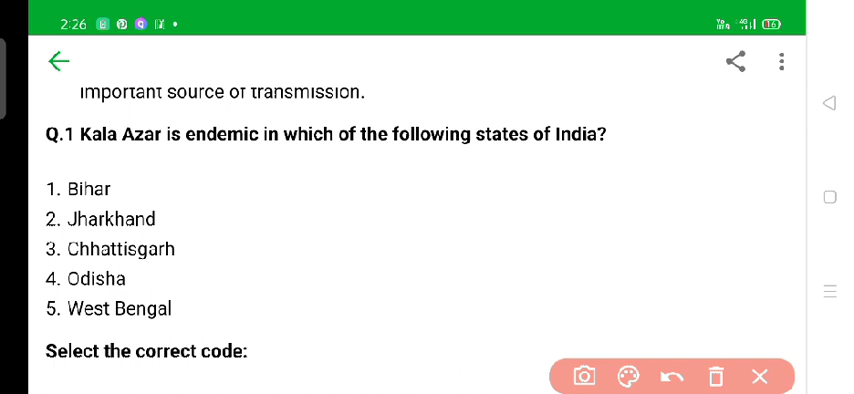 2:26
16
important source of transmission.
Q.1 Kala Azar is endemic in which of the following states of India?
1. Bihar
2. Jharkhand
3. Chhattisgarh
4. Odisha
5. West Bengal
Select the correct code: